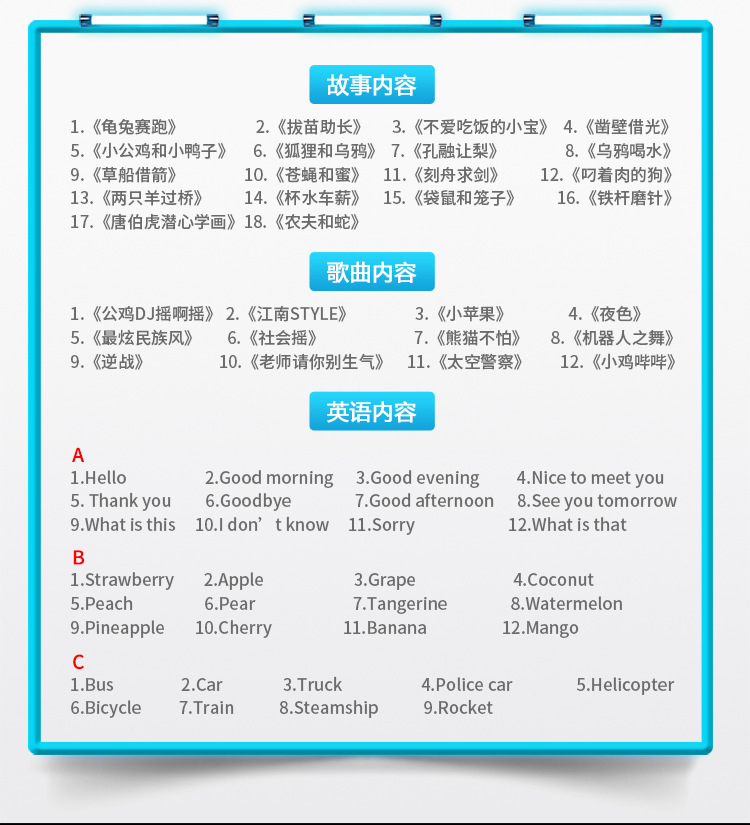 故事内容
1.《龟兔赛跑》 2.《拔苗助长》 3.《不爱吃饭的小宝》 4.《凿壁借光》
5.《小公鸡和小鸭子》 6.《狐狸和乌鸦》 7.《孔融让梨》 8.《乌鸦喝水》
9.《草船借箭》 10.《苍蝇和蜜》 11.《刻舟求剑》 12.《叼着肉的狗》
13.《两只羊过桥》 14.《杯水车薪》 15.《袋鼠和笼子》 16.《铁杆磨针》
17.《唐伯虎潜心学画》 18.《农夫和蛇》
歌曲内容
1.《公鸡DJ摇啊摇》 2.《江南STYLE》 3.《小苹果》 4.《夜色》
5.《最炫民族风》 6.《社会摇》 7.《熊猫不怕》 8.《机器人之舞》
9.《逆战》 10.《老师请你别生气》 11.《太空警察》 12.《小鸡哔哔》
英语内容
A
1.Hello 2.Good morning 3.Good evening 4.Nice to meet you
5. Thank you 6.Goodbye 7.Good afternoon 8.See you tomorrow
9.What is this 10.I don’t know 11.Sorry 12.What is that
B
1.Strawberry 2.Apple 3.Grape 4.Coconut
5.Peach 6.Pear 7.Tangerine 8.Watermelon
9.Pineapple 10.Cherry 11.Banana 12.Mango
C
1.Bus 2.Car 3.Truck 4.Police car 5.Helicopter
6.Bicycle 7.Train 8.Steamship 9.Rocket